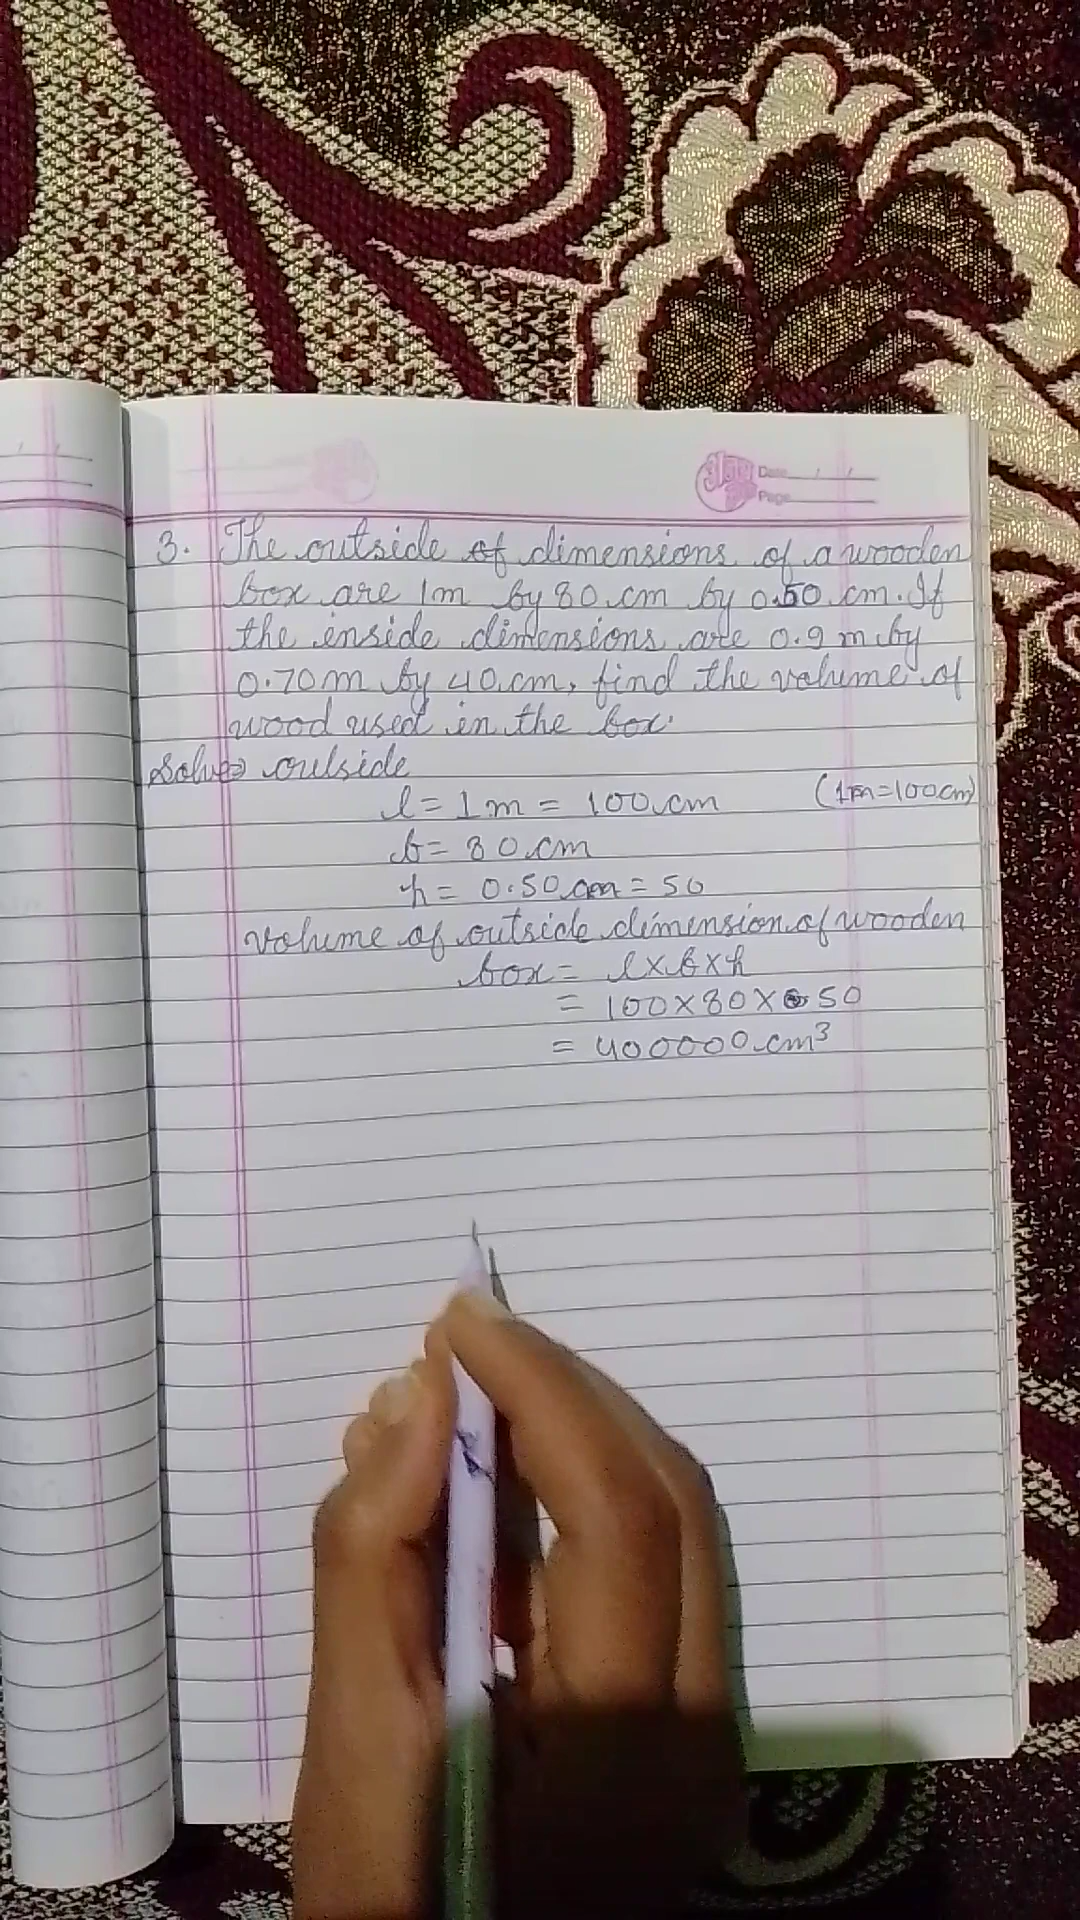 Date
Page
3. The outside of dimensions of a wooden
box are 1m by 80 cm by 0.50 cm. If
the inside dimensions are 0.9 m by
0.70m by 40 cm, find the volume of
wood used in the box.
Solve⇒ outside
l = 1 m = 100 cm (1m=100cm)
b = 80 cm
h = 0.50 cm = 50
volume of outside dimension of wooden
box = l×b×h
= 100×80×50
= 400000 cm³